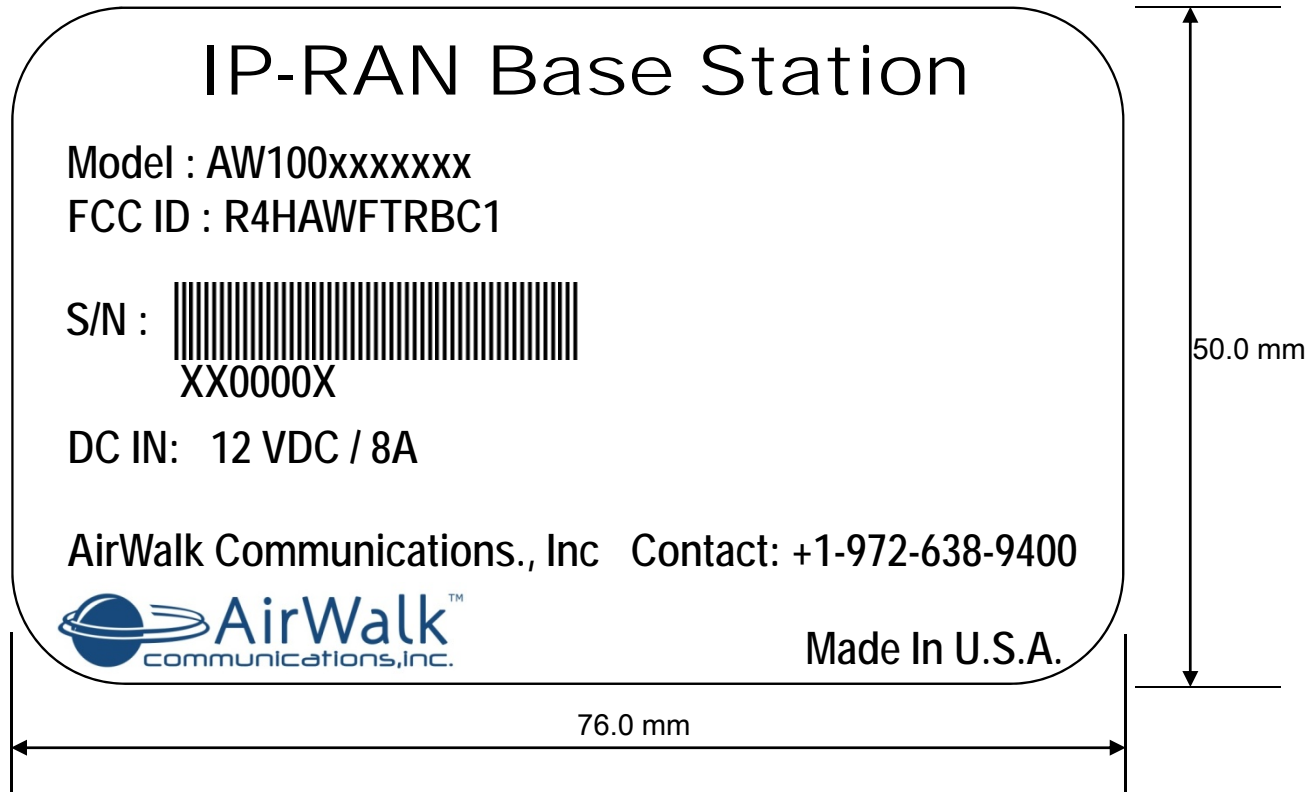 IP-RAN Base Station
Model : AW100xxxxxxx
FCC ID : R4HAWFTRBC1
S/N :
XX0000X
50.0 mm
DC IN: 12 VDC / 8A
AirWalk Communications., Inc Contact: +1-972-638-9400
AirWalk™
communications,inc.
Made In U.S.A.
76.0 mm